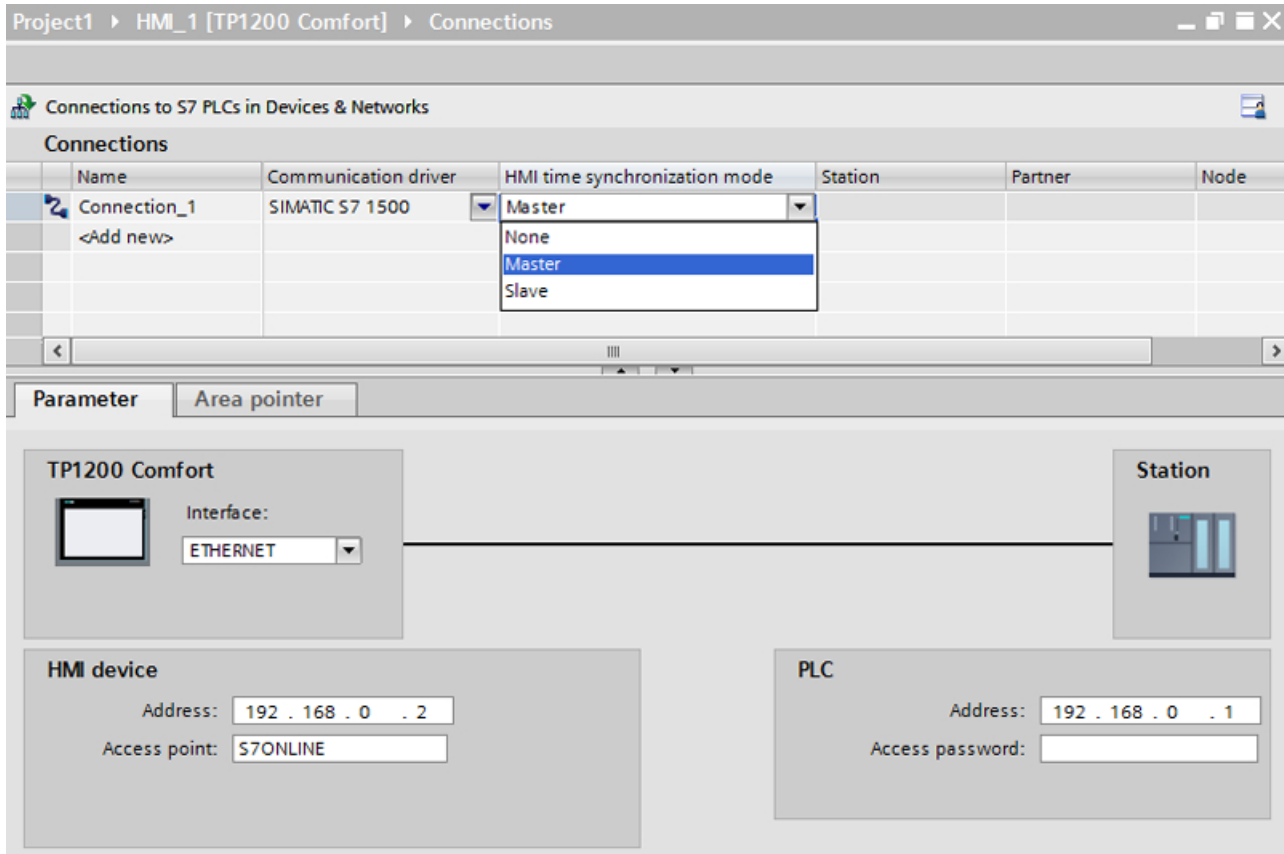 Project1 ▸ HMI_1 [TP1200 Comfort] ▸ Connections
Connections to S7 PLCs in Devices & Networks
Connections
Name Communication driver HMI time synchronization mode Station Partner Node
Connection_1 SIMATIC S7 1500 Master
<Add new> None
Master
Slave
Parameter Area pointer
TP1200 Comfort Station
Interface:
ETHERNET
HMI device PLC
Address: 192 . 168 . 0 . 2 Address: 192 . 168 . 0 . 1
Access point: S7ONLINE Access password: